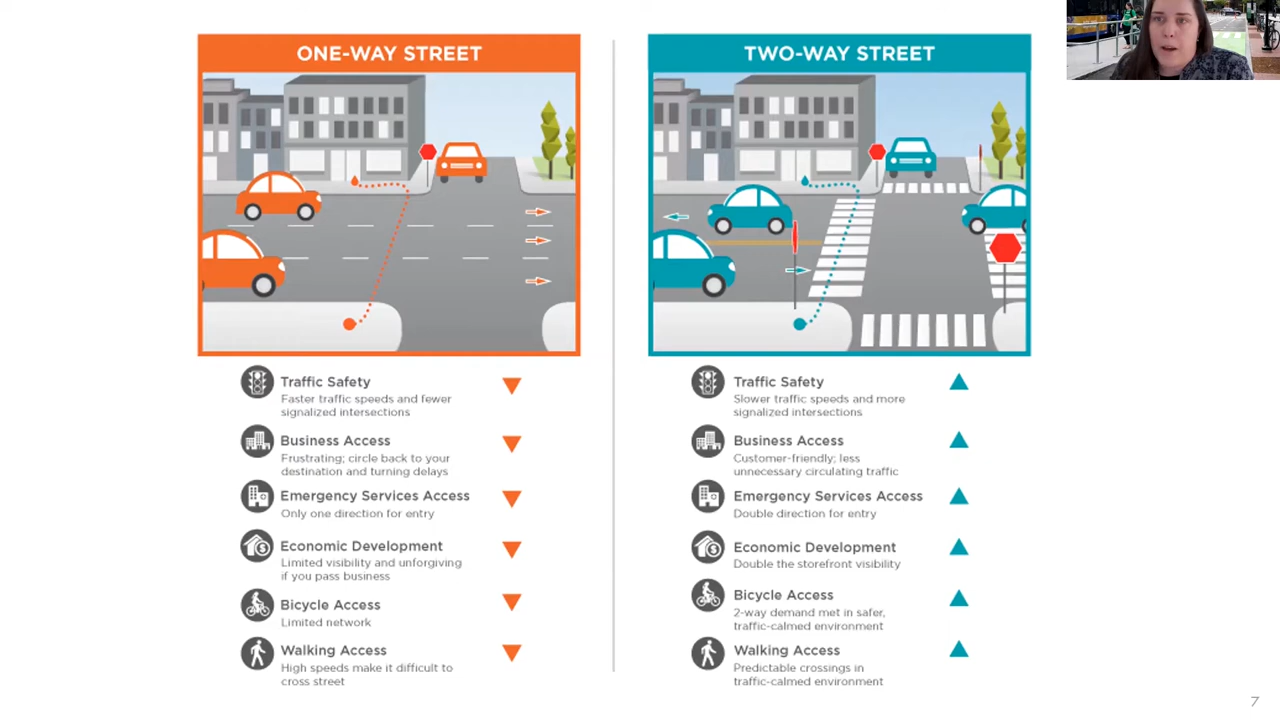 ONE-WAY STREET
Traffic Safety
Faster traffic speeds and fewer
signalized intersections
Business Access
Frustrating; circle back to your
destination and turning delays
Emergency Services Access
Only one direction for entry
Economic Development
Limited visibility and unforgiving
if you pass business
Bicycle Access
Limited network
Walking Access
High speeds make it difficult to
cross street
TWO-WAY STREET
Traffic Safety
Slower traffic speeds and more
signalized intersections
Business Access
Customer-friendly; less
unnecessary circulating traffic
Emergency Services Access
Double direction for entry
Economic Development
Double the storefront visibility
Bicycle Access
2-way demand met in safer,
traffic-calmed environment
Walking Access
Predictable crossings in
traffic-calmed environment
7